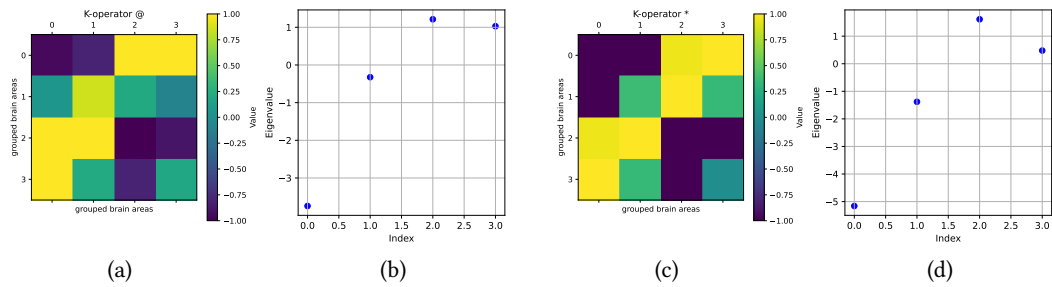 K-operator @
0 1 2 3
0
1
2
3
grouped brain areas
grouped brain areas
1.00
0.75
0.50
0.25
0.00
−0.25
−0.50
−0.75
−1.00
Value
1
0
−1
−2
−3
Eigenvalue
0.0 0.5 1.0 1.5 2.0 2.5 3.0
Index
K-operator *
0 1 2 3
0
1
2
3
grouped brain areas
grouped brain areas
1.00
0.75
0.50
0.25
0.00
−0.25
−0.50
−0.75
−1.00
Value
1
0
−1
−2
−3
−4
−5
Eigenvalue
0.0 0.5 1.0 1.5 2.0 2.5 3.0
Index
(a) (b) (c) (d)